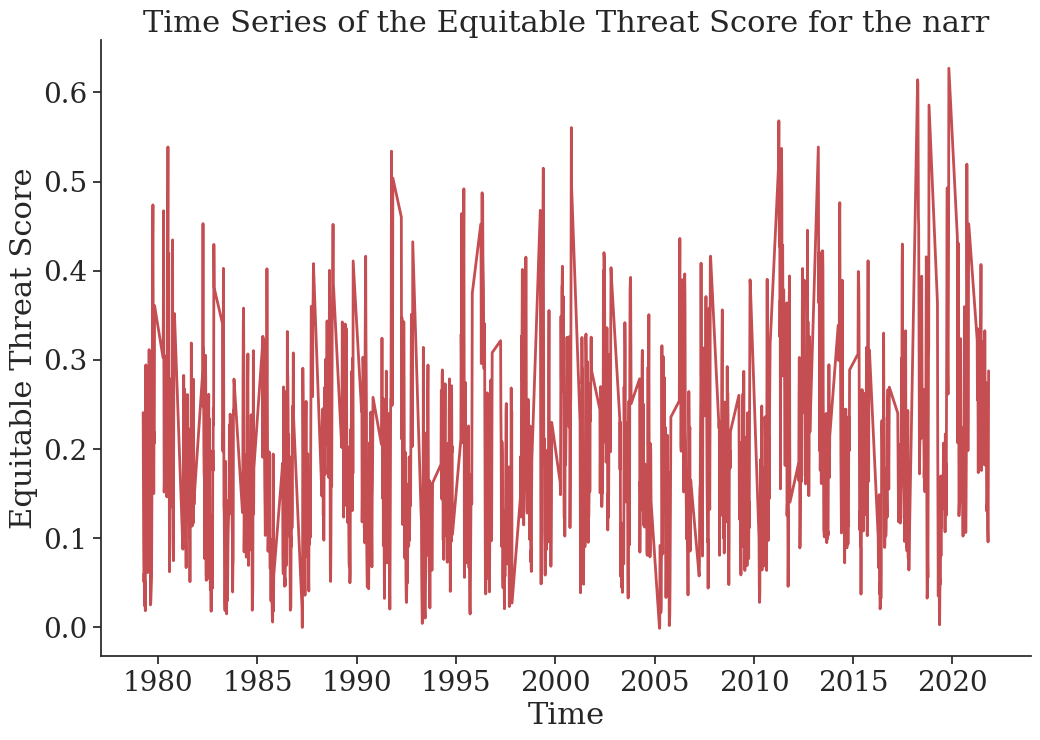 Time Series of the Equitable Threat Score for the narr
Equitable Threat Score
0.6
0.5
0.4
0.3
0.2
0.1
0.0
1980 1985 1990 1995 2000 2005 2010 2015 2020
Time